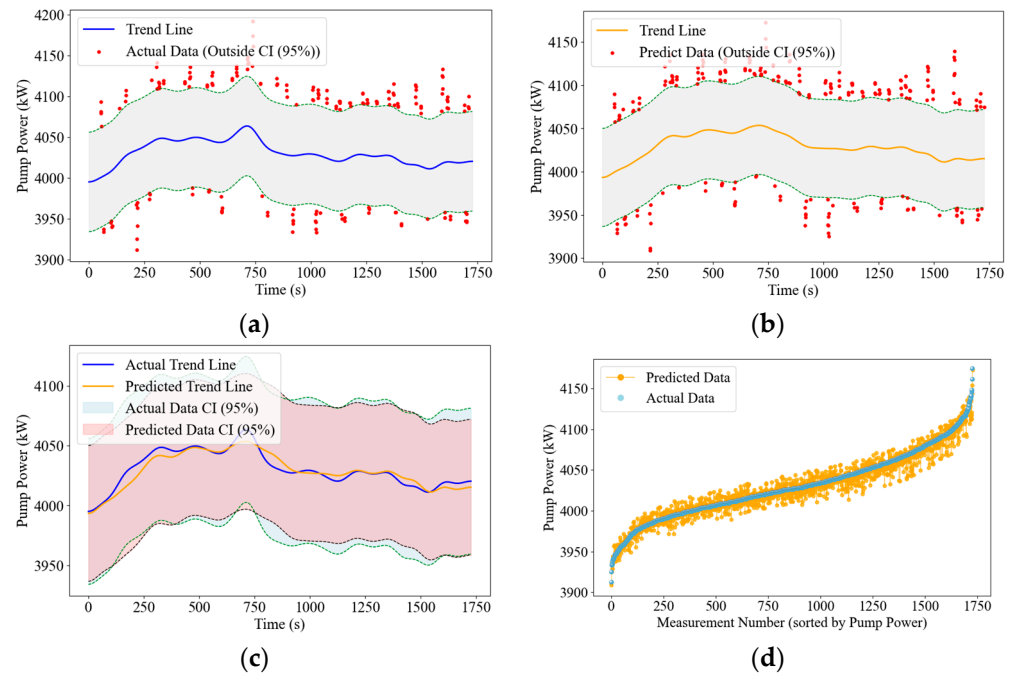 4200
4150
4100
4050
4000
3950
3900
Pump Power (kW)
Trend Line
Actual Data (Outside CI (95%))
0 250 500 750 1000 1250 1500 1750
Time (s)
(a)
4150
4100
4050
4000
3950
3900
Pump Power (kW)
Trend Line
Predict Data (Outside CI (95%))
0 250 500 750 1000 1250 1500 1750
Time (s)
(b)
4100
4050
4000
3950
Pump Power (kW)
Actual Trend Line
Predicted Trend Line
Actual Data CI (95%)
Predicted Data CI (95%)
0 250 500 750 1000 1250 1500 1750
Time (s)
(c)
4150
4100
4050
4000
3950
3900
Pump Power (kW)
Predicted Data
Actual Data
0 250 500 750 1000 1250 1500 1750
Measurement Number (sorted by Pump Power)
(d)